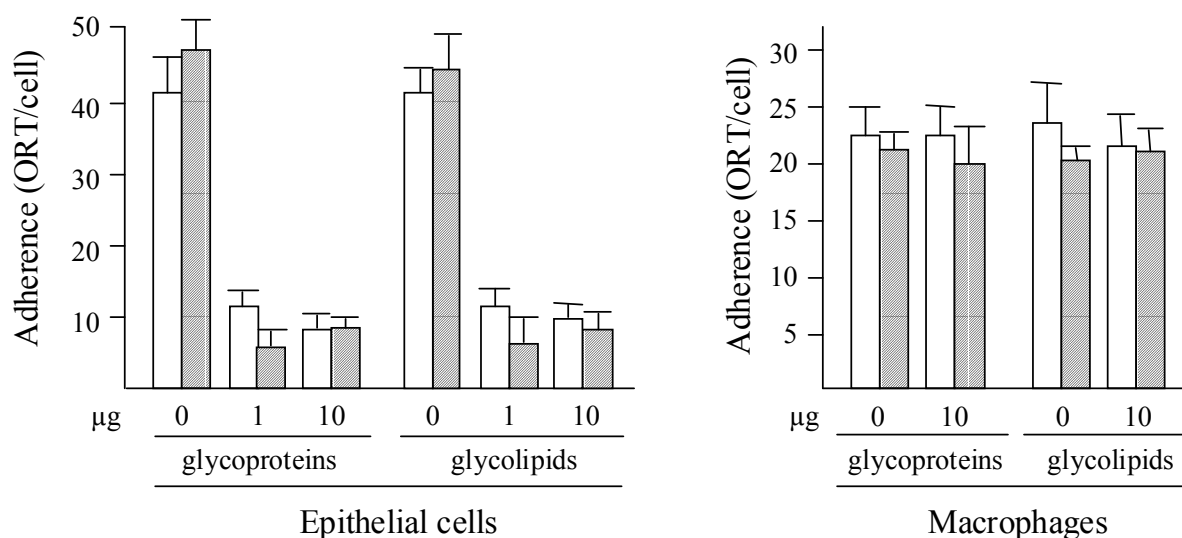 Adherence (ORT/cell)
50
40
30
20
10
µg 0 1 10 0 1 10
glycoproteins glycolipids
Epithelial cells
Adherence (ORT/cell)
30
25
20
15
10
5
µg 0 10 0 10
glycoproteins glycolipids
Macrophages